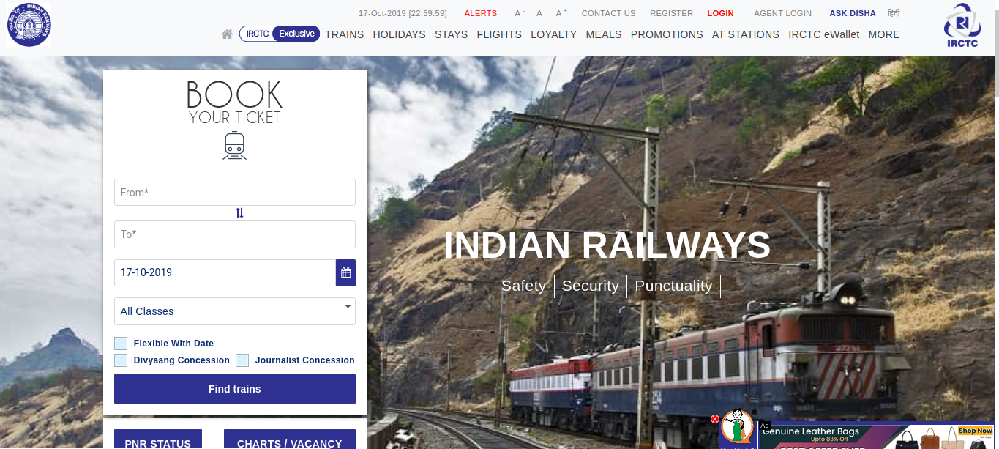 17-Oct-2019 [22:59:59] ALERTS A - A A + CONTACT US REGISTER LOGIN AGENT LOGIN ASK DISHA हिंदी
IRCTC Exclusive TRAINS HOLIDAYS STAYS FLIGHTS LOYALTY MEALS PROMOTIONS AT STATIONS IRCTC eWallet MORE
INDIAN RAILWAYS
IRCTC
BOOK
YOUR TICKET
From*
To*
17-10-2019
All Classes
Flexible With Date
Divyaang Concession Journalist Concession
Find trains
PNR STATUS CHARTS / VACANCY
INDIAN RAILWAYS
Safety Security Punctuality
X
Ad
Genuine Leather Bags
Upto 83% Off
Shop Now